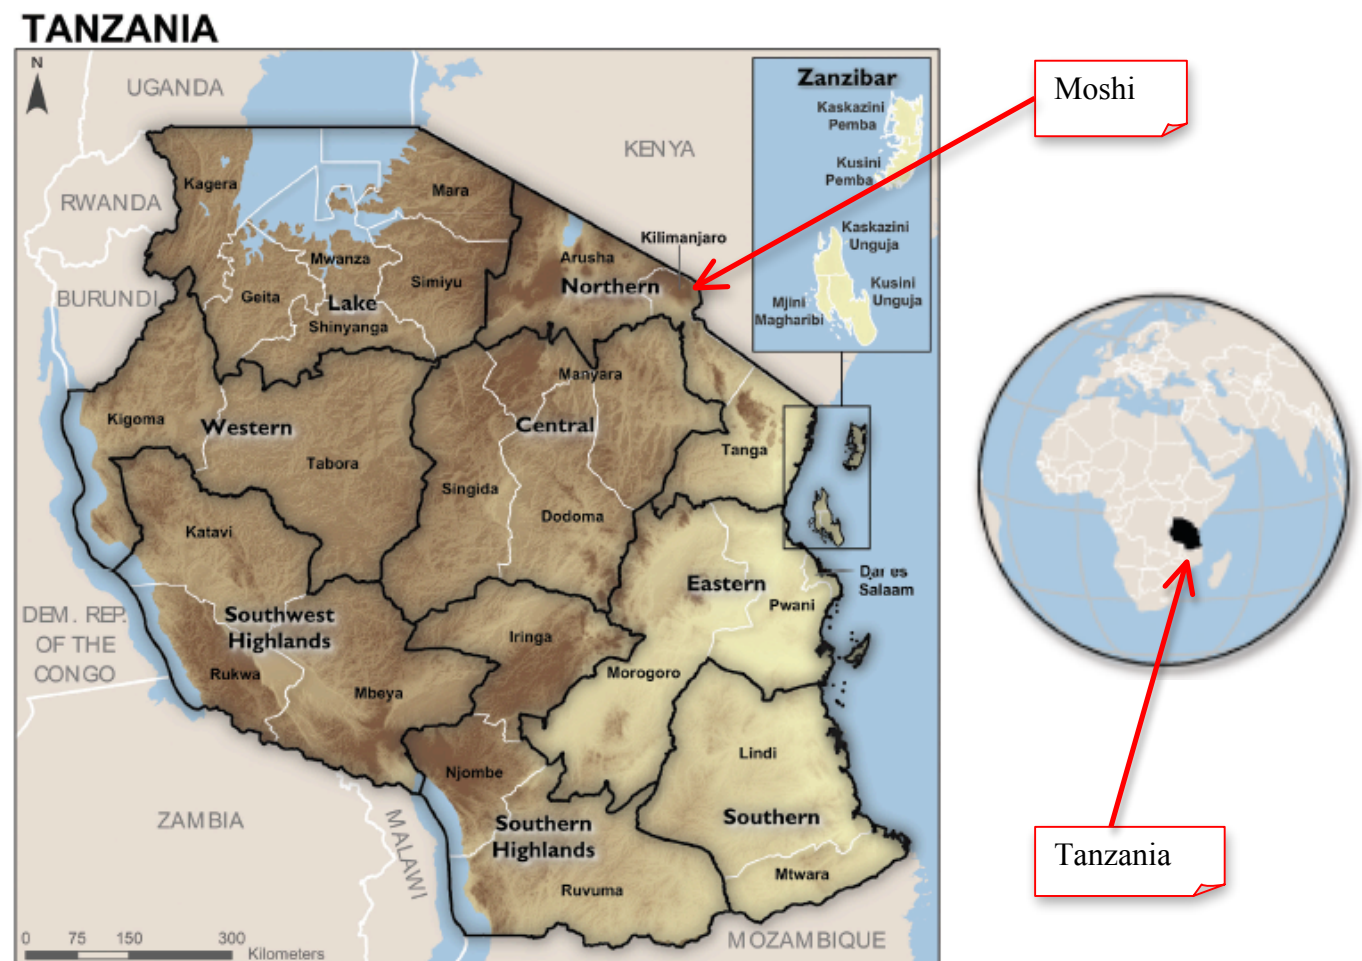 TANZANIA
N
UGANDA
KENYA
RWANDA
BURUNDI
DEM. REP.
OF THE
CONGO
ZAMBIA
MALAWI
MOZAMBIQUE
Zanzibar
Kaskazini
Pemba
Kusini
Pemba
Kaskazini
Unguja
Kusini
Unguja
Mjini
Magharibi
Moshi
Kagera
Mara
Mwanza
Geita
Lake
Simiyu
Shinyanga
Kilimanjaro
Arusha
Northern
Kigoma
Western
Tabora
Manyara
Central
Singida
Dodoma
Tanga
Katavi
Southwest
Highlands
Rukwa
Mbeya
Iringa
Eastern
Pwani
Dar es
Salaam
Morogoro
Njombe
Southern
Highlands
Ruvuma
Lindi
Southern
Mtwara
Tanzania
0 75 150 300
Kilometers